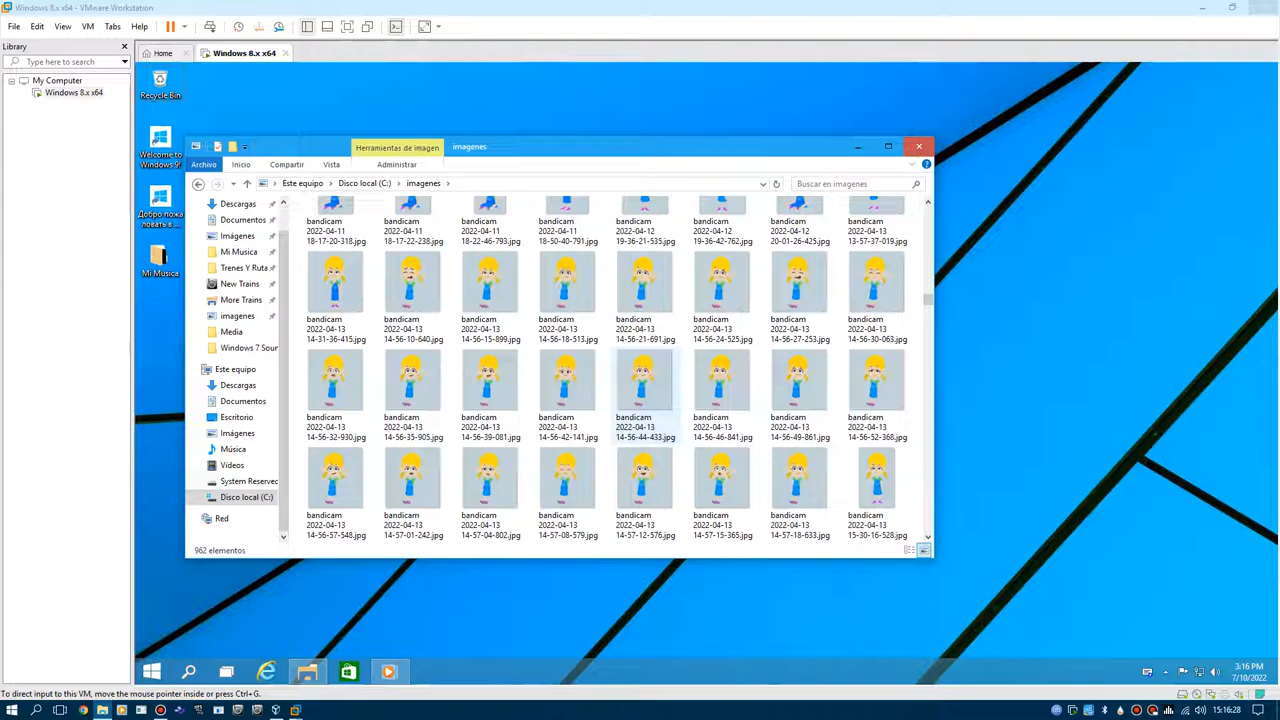 Windows 8.x x64 - VMware Workstation
File Edit View VM Tabs Help
Library
Type here to search
My Computer
Windows 8.x x64
Home Windows 8.x x64
Recycle Bin
Welcome to
Windows 9!
Добро пожа
ловать в ...
Mi Musica
Herramientas de imagen imagenes
Archivo Inicio Compartir Vista Administrar
Este equipo Disco local (C:) imagenes
Buscar en imagenes
Descargas
Documentos
Imágenes
Mi Musica
Trenes Y Ruta
New Trains
More Trains
imagenes
Media
Windows 7 Soun
Este equipo
Descargas
Documentos
Escritorio
Imágenes
Música
Vídeos
System Reserved
Disco local (C:)
Red
bandicam bandicam bandicam bandicam bandicam bandicam bandicam bandicam
2022-04-11 2022-04-11 2022-04-11 2022-04-11 2022-04-12 2022-04-12 2022-04-12 2022-04-13
18-17-20-318.jpg 18-17-22-238.jpg 18-22-46-793.jpg 18-50-40-791.jpg 19-36-21-535.jpg 19-36-42-762.jpg 20-01-26-425.jpg 13-57-37-019.jpg
bandicam bandicam bandicam bandicam bandicam bandicam bandicam bandicam
2022-04-13 2022-04-13 2022-04-13 2022-04-13 2022-04-13 2022-04-13 2022-04-13 2022-04-13
14-31-36-415.jpg 14-56-10-640.jpg 14-56-15-899.jpg 14-56-18-513.jpg 14-56-21-691.jpg 14-56-24-525.jpg 14-56-27-253.jpg 14-56-30-063.jpg
bandicam bandicam bandicam bandicam bandicam bandicam bandicam bandicam
2022-04-13 2022-04-13 2022-04-13 2022-04-13 2022-04-13 2022-04-13 2022-04-13 2022-04-13
14-56-32-930.jpg 14-56-35-905.jpg 14-56-39-081.jpg 14-56-42-141.jpg 14-56-44-433.jpg 14-56-46-841.jpg 14-56-49-861.jpg 14-56-52-368.jpg
bandicam bandicam bandicam bandicam bandicam bandicam bandicam bandicam
2022-04-13 2022-04-13 2022-04-13 2022-04-13 2022-04-13 2022-04-13 2022-04-13 2022-04-13
14-56-57-548.jpg 14-57-01-242.jpg 14-57-04-802.jpg 14-57-08-579.jpg 14-57-12-576.jpg 14-57-15-365.jpg 14-57-18-633.jpg 15-30-16-528.jpg
962 elementos
3:16 PM
7/10/2022
To direct input to this VM, move the mouse pointer inside or press Ctrl+G.
15:16:28